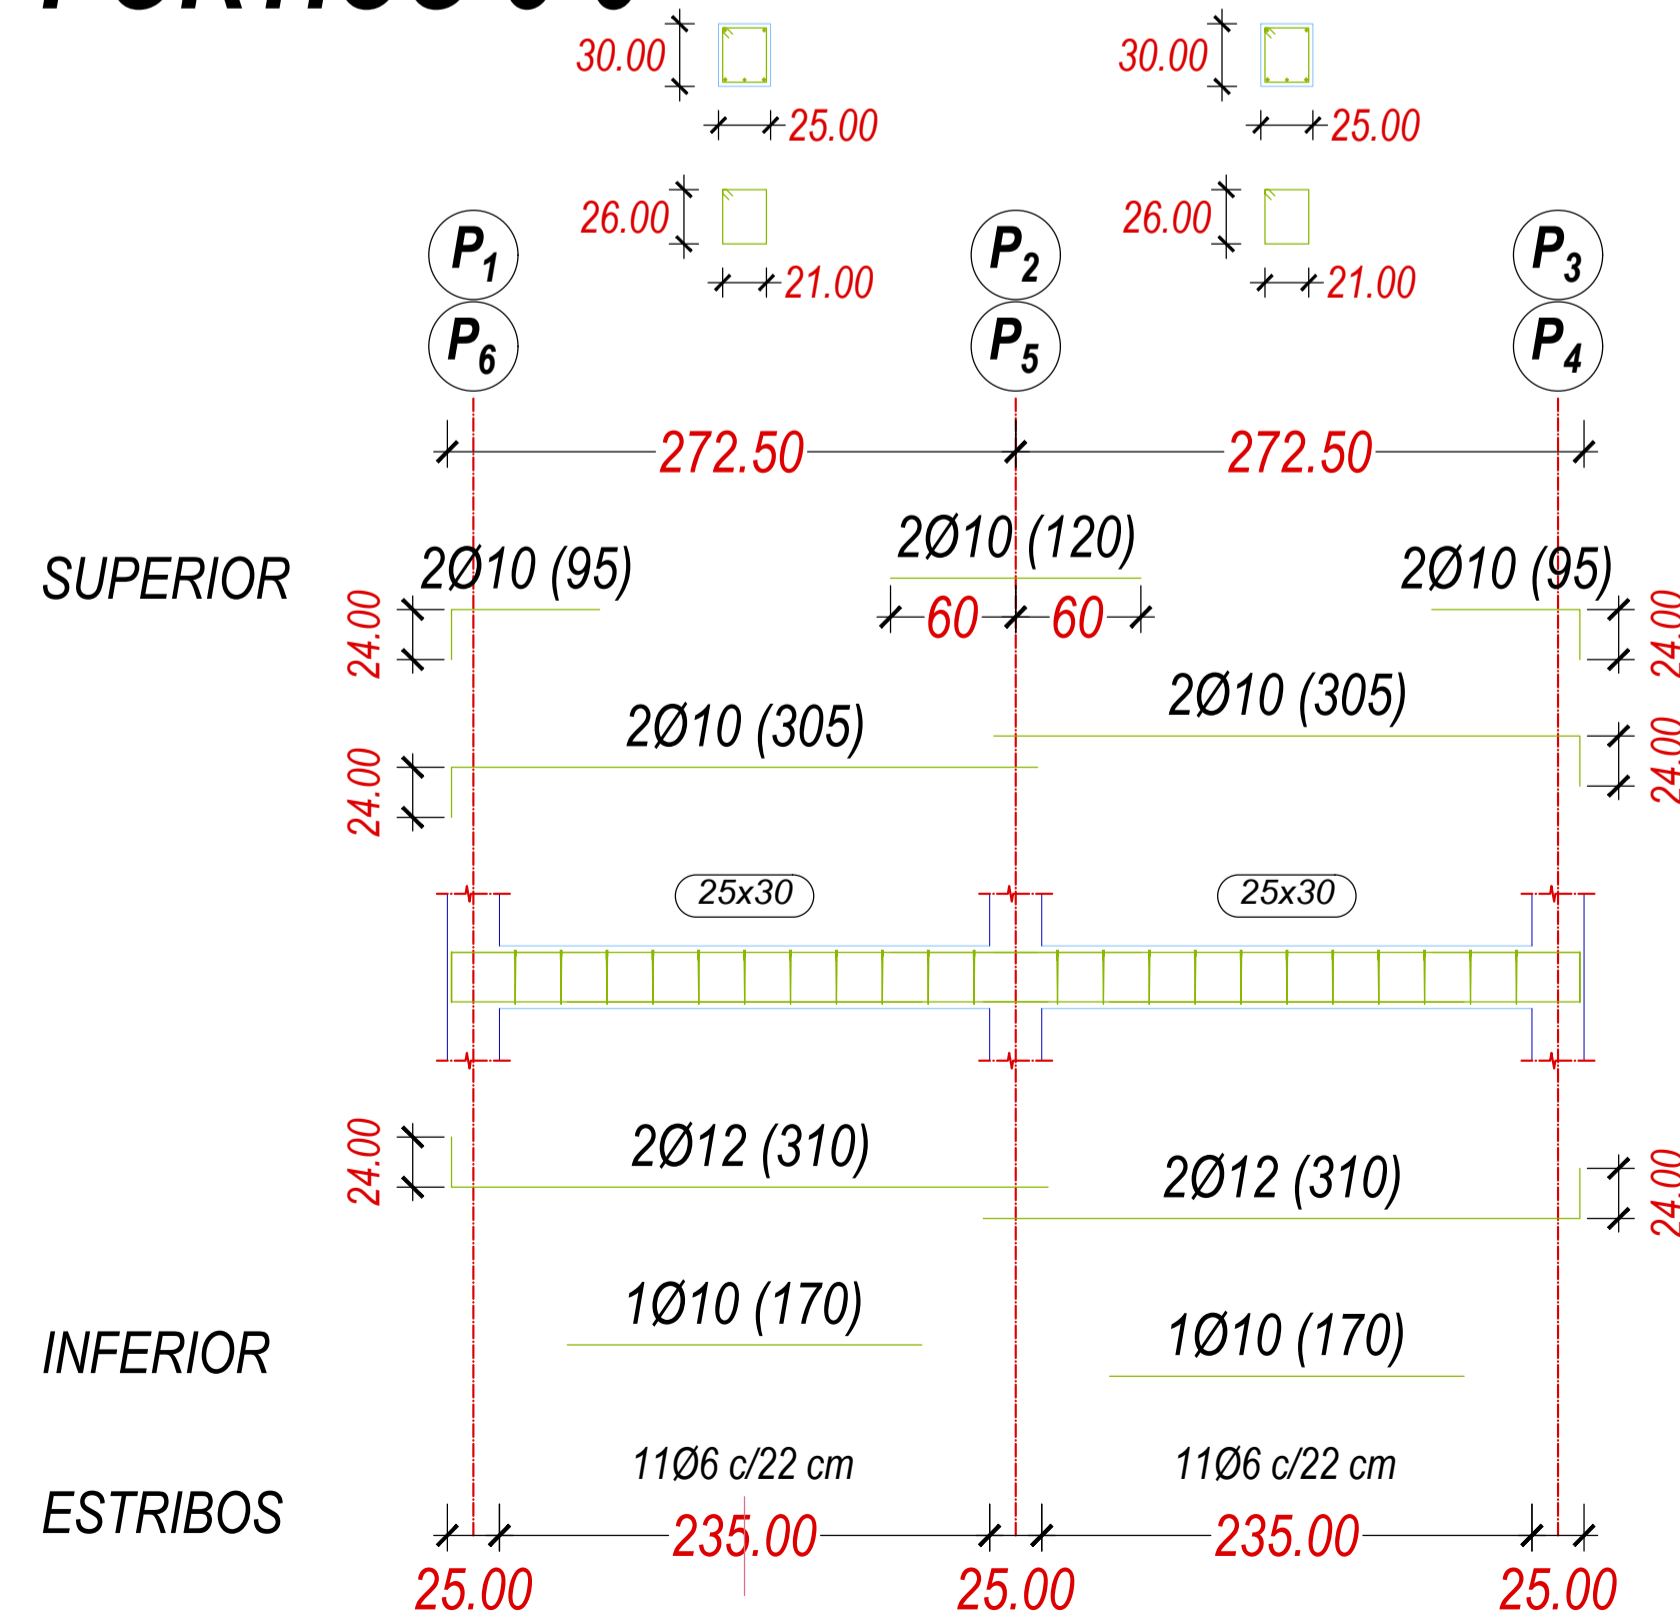 30.00 30.00
25.00 25.00
26.00 26.00
21.00 21.00
P1 P2 P3
P6 P5 P4
272.50 272.50
SUPERIOR 2Ø10 (95) 2Ø10 (120) 2Ø10 (95)
24.00 60 60 24.00
2Ø10 (305) 2Ø10 (305)
24.00 24.00
25x30 25x30
24.00 2Ø12 (310) 2Ø12 (310) 24.00
1Ø10 (170) 1Ø10 (170)
INFERIOR
11Ø6 c/22 cm 11Ø6 c/22 cm
ESTRIBOS 235.00 235.00
25.00 25.00 25.00